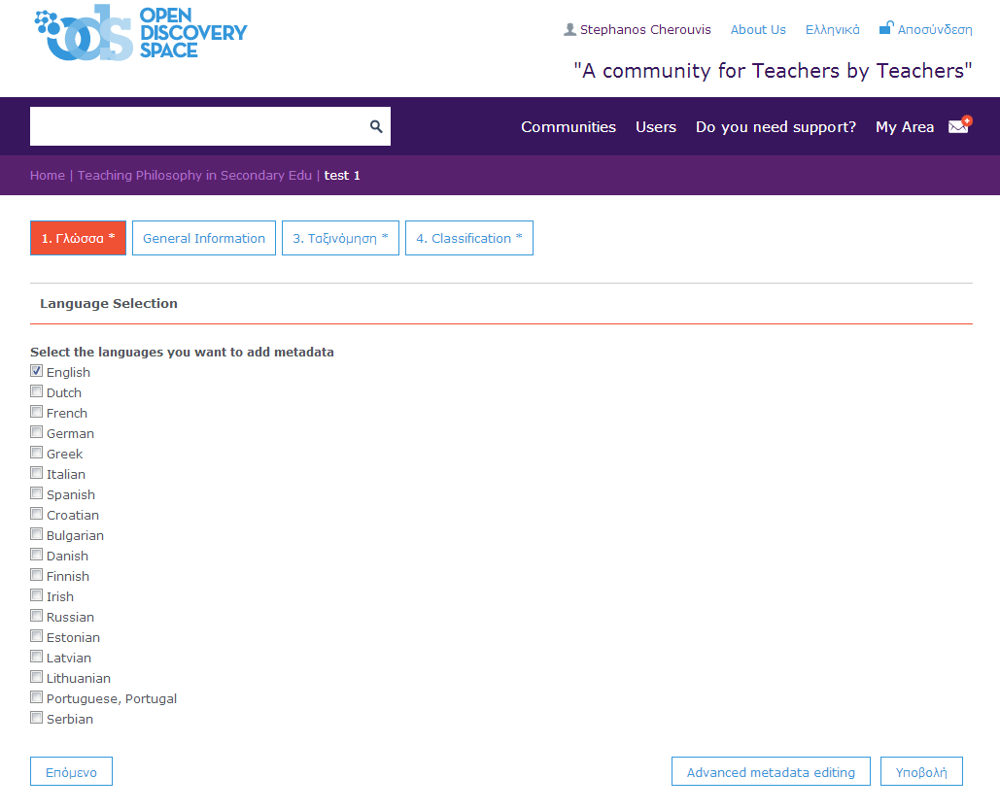 ods OPEN DISCOVERY SPACE
Stephanos Cherouvis About Us Ελληνικά Αποσύνδεση
"A community for Teachers by Teachers"
Communities Users Do you need support? My Area
Home | Teaching Philosophy in Secondary Edu | test 1
1. Γλώσσα * General Information 3. Ταξινόμηση * 4. Classification *
Language Selection
Select the languages you want to add metadata
English
Dutch
French
German
Greek
Italian
Spanish
Croatian
Bulgarian
Danish
Finnish
Irish
Russian
Estonian
Latvian
Lithuanian
Portuguese, Portugal
Serbian
Επόμενο Advanced metadata editing Υποβολή